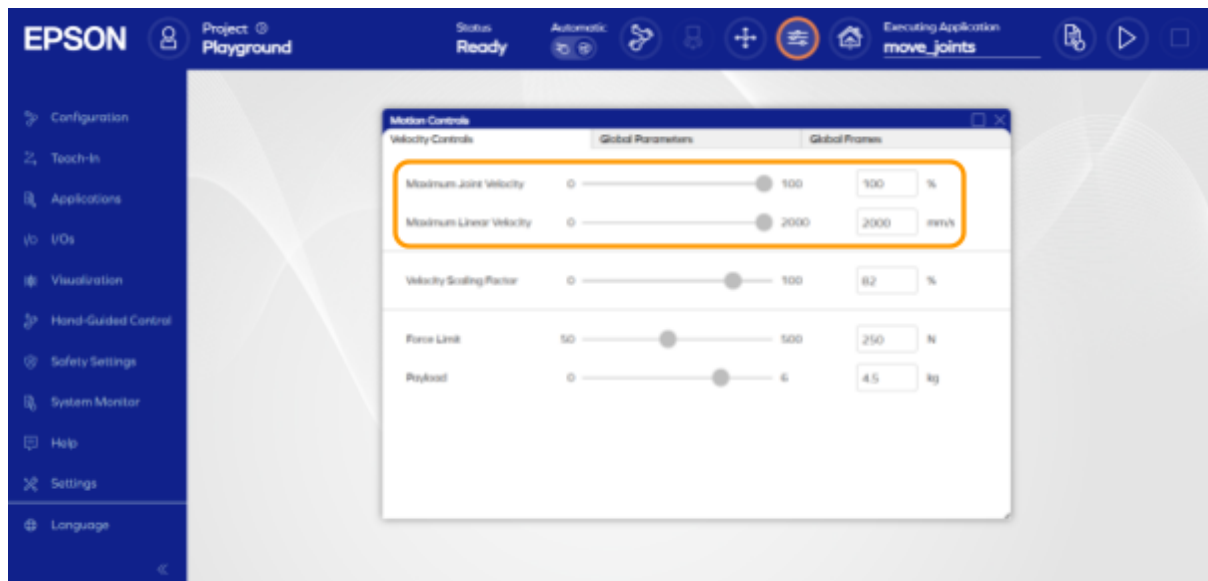 EPSON
Project
Playground
Status
Ready
Automatic
Executing Application
move_joints
Configuration
Teach-In
Applications
I/Os
Visualization
Hand-Guided Control
Safety Settings
System Monitor
Help
Settings
Language
Motion Controls
Velocity Controls Global Parameters Global Frames
Maximum Joint Velocity 0 100 100 %
Maximum Linear Velocity 0 2000 2000 mm/s
Velocity Scaling Factor 0 100 82 %
Force Limit 50 500 250 N
Payload 0 6 4.5 kg